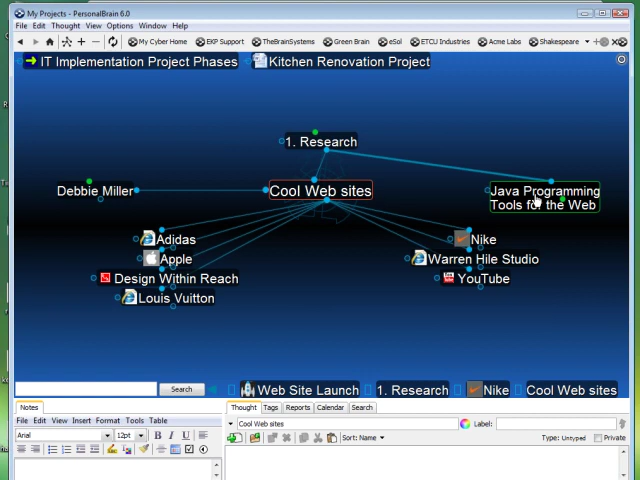 My Projects - PersonalBrain 6.0
File Edit Thought View Options Window Help
My Cyber Home EKP Support TheBrainSystems Green Brain eSol ETCU Industries Acme Labs Shakespeare
IT Implementation Project Phases Kitchen Renovation Project
1. Research
Debbie Miller Cool Web sites Java Programming
Tools for the Web
Adidas Nike
Apple Warren Hile Studio
Design Within Reach YouTube
Louis Vuitton
Search Web Site Launch 1. Research Nike Cool Web sites
Notes Thought Tags Reports Calendar Search
File Edit View Insert Format Tools Table Cool Web sites Label:
Arial 12pt B I U Sort: Name Type: Untyped Private